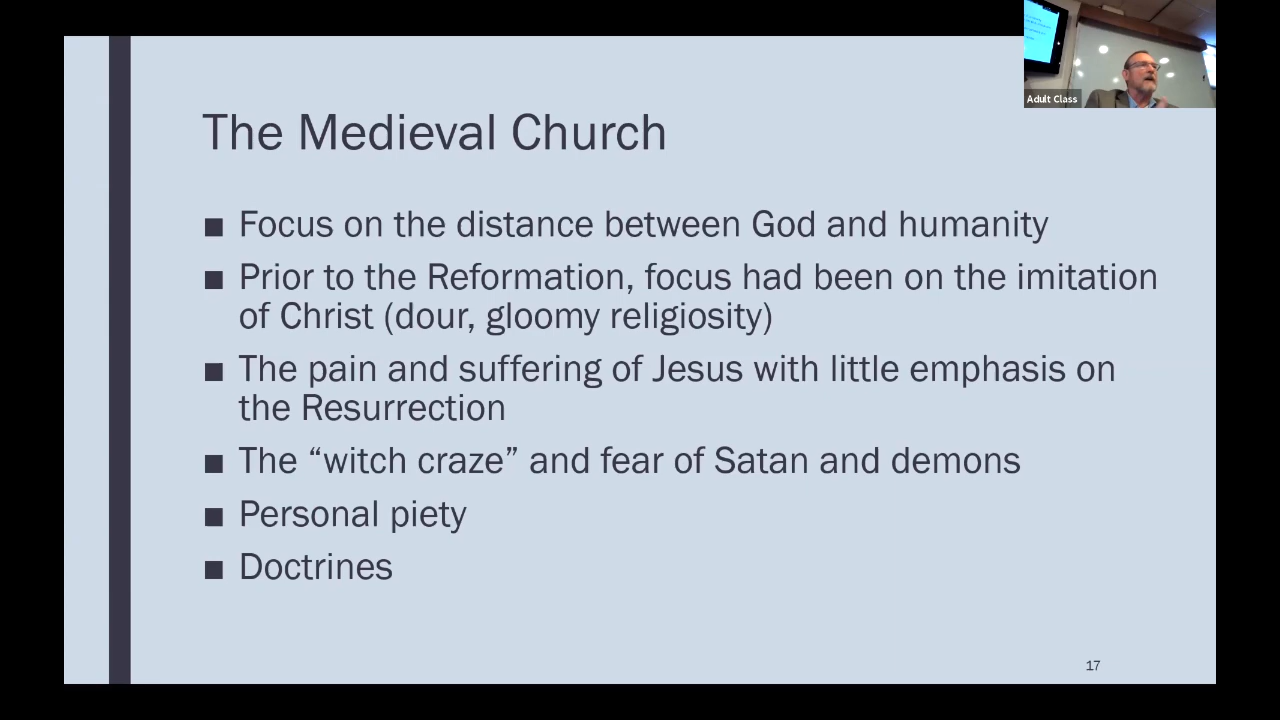 Adult Class
The Medieval Church
■ Focus on the distance between God and humanity
■ Prior to the Reformation, focus had been on the imitation
of Christ (dour, gloomy religiosity)
■ The pain and suffering of Jesus with little emphasis on
the Resurrection
■ The “witch craze” and fear of Satan and demons
■ Personal piety
■ Doctrines
17